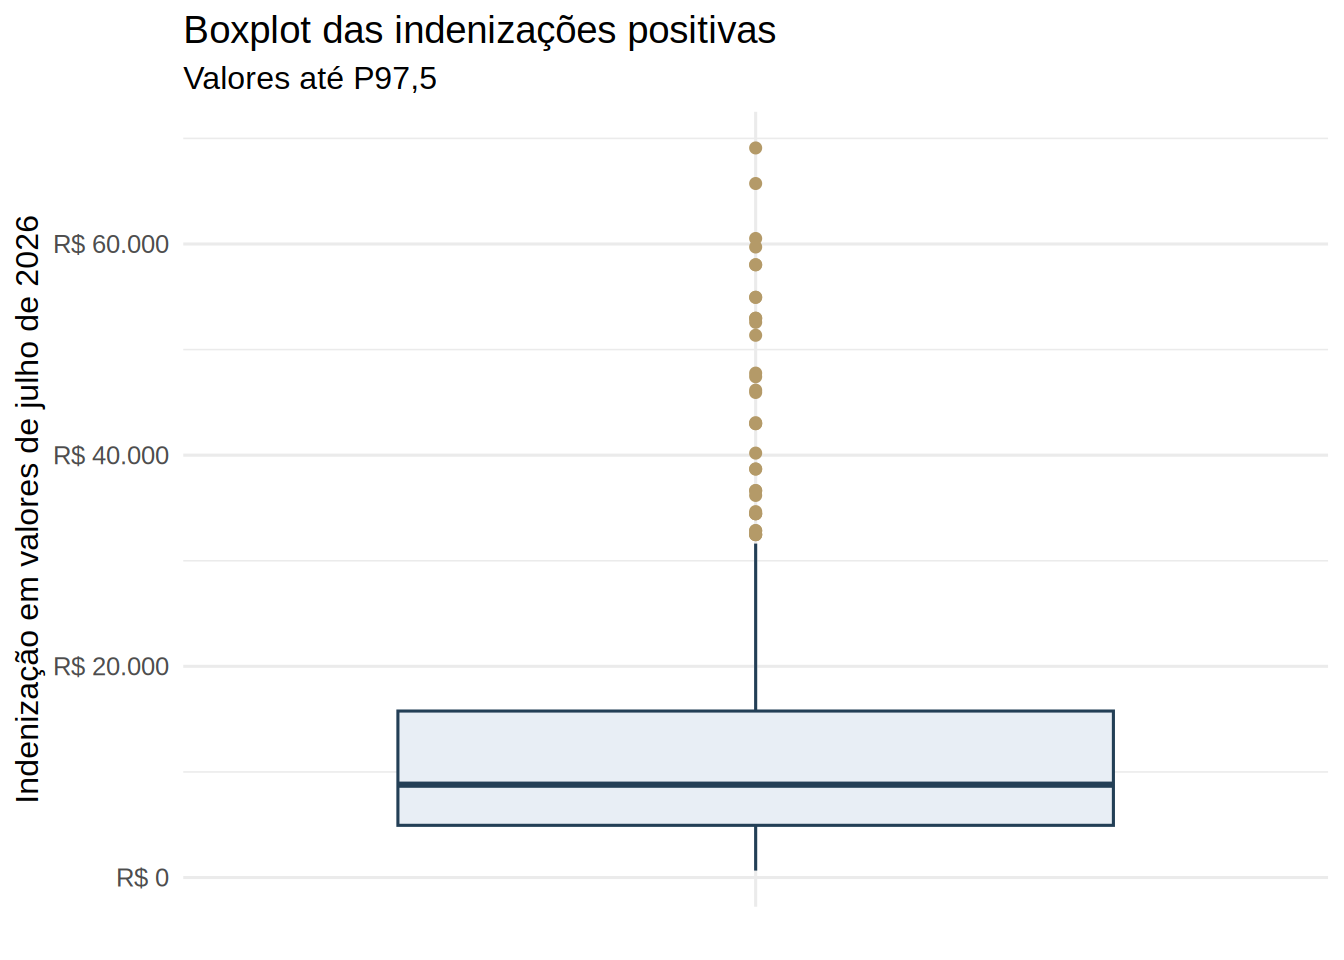 Boxplot das indenizações positivas
Valores até P97,5
Indenização em valores de julho de 2026
R$ 60.000
R$ 40.000
R$ 20.000
R$ 0